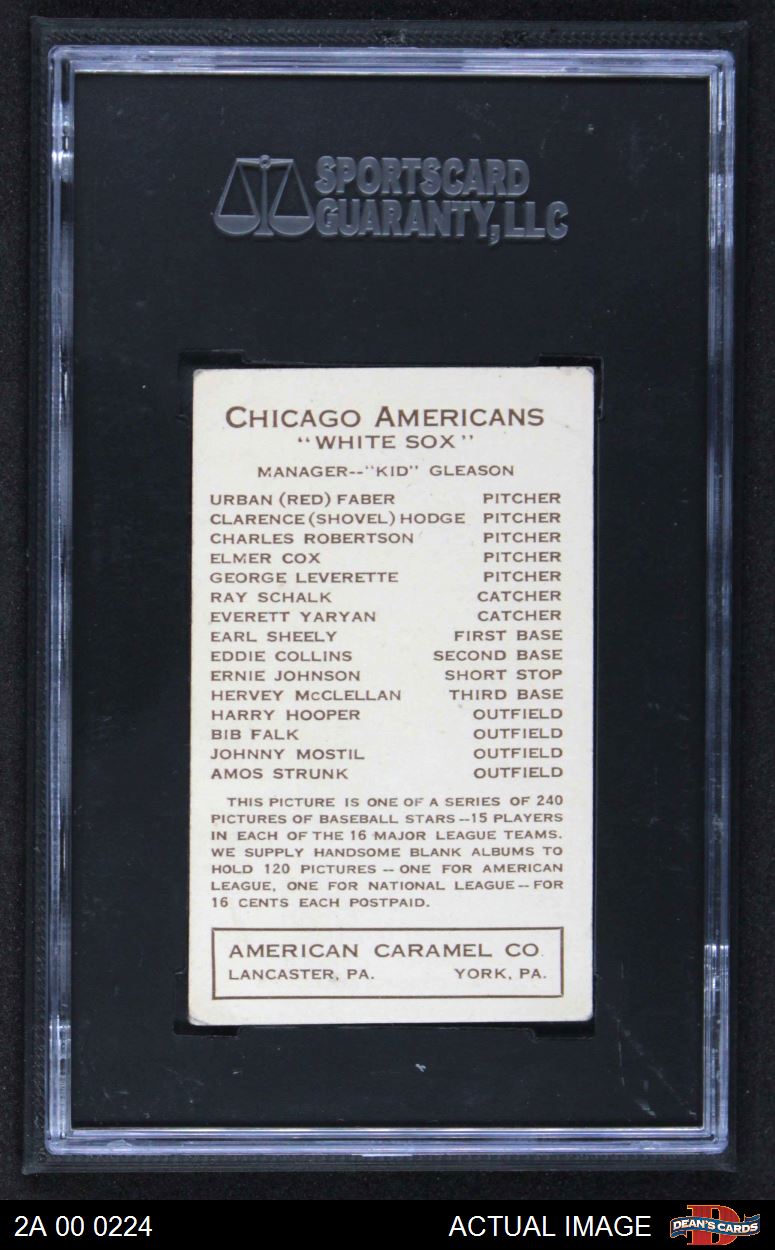 SPORTSCARD
GUARANTY, LLC
CHICAGO AMERICANS
"WHITE SOX"
MANAGER--"KID" GLEASON
URBAN (RED) FABER PITCHER
CLARENCE (SHOVEL) HODGE PITCHER
CHARLES ROBERTSON PITCHER
ELMER COX PITCHER
GEORGE LEVERETTE PITCHER
RAY SCHALK CATCHER
EVERETT YARYAN CATCHER
EARL SHEELY FIRST BASE
EDDIE COLLINS SECOND BASE
ERNIE JOHNSON SHORT STOP
HERVEY McCLELLAN THIRD BASE
HARRY HOOPER OUTFIELD
BIB FALK OUTFIELD
JOHNNY MOSTIL OUTFIELD
AMOS STRUNK OUTFIELD
THIS PICTURE IS ONE OF A SERIES OF 240
PICTURES OF BASEBALL STARS--15 PLAYERS
IN EACH OF THE 16 MAJOR LEAGUE TEAMS.
WE SUPPLY HANDSOME BLANK ALBUMS TO
HOLD 120 PICTURES -- ONE FOR AMERICAN
LEAGUE, ONE FOR NATIONAL LEAGUE -- FOR
16 CENTS EACH POSTPAID.
AMERICAN CARAMEL CO.
LANCASTER, PA. YORK, PA.
2A 00 0224 ACTUAL IMAGE D DEAN'S CARDS